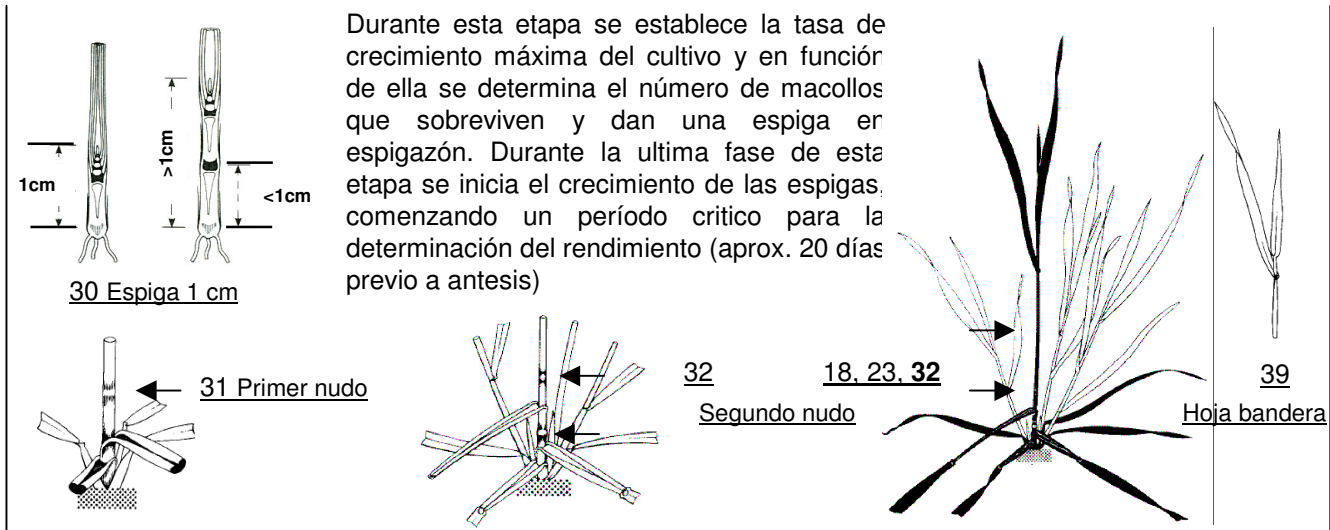 Durante esta etapa se establece la tasa de
crecimiento máxima del cultivo y en función
de ella se determina el número de macollos
que sobreviven y dan una espiga en
espigazón. Durante la ultima fase de esta
etapa se inicia el crecimiento de las espigas,
comenzando un período critico para la
determinación del rendimiento (aprox. 20 días
previo a antesis)
1cm
>1cm
<1cm
30 Espiga 1 cm
31 Primer nudo
32
Segundo nudo
18, 23, 32
39
Hoja bandera